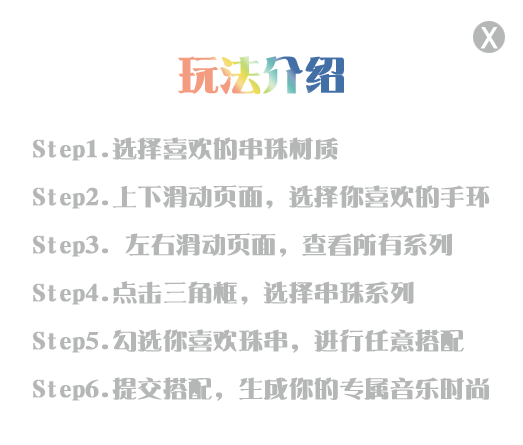 X
玩法介绍
Step1.选择喜欢的串珠材质
Step2.上下滑动页面，选择你喜欢的手环
Step3. 左右滑动页面，查看所有系列
Step4.点击三角框，选择串珠系列
Step5.勾选你喜欢珠串，进行任意搭配
Step6.提交搭配，生成你的专属音乐时尚